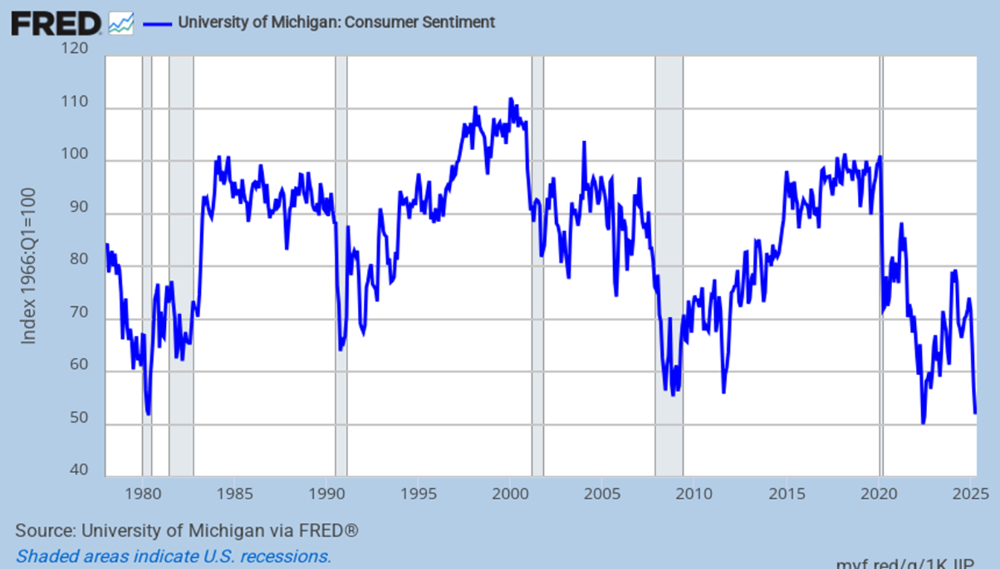 FRED
University of Michigan: Consumer Sentiment
120
110
100
90
80
70
60
50
40
Index 1966:Q1=100
1980 1985 1990 1995 2000 2005 2010 2015 2020 2025
Source: University of Michigan via FRED®
Shaded areas indicate U.S. recessions.